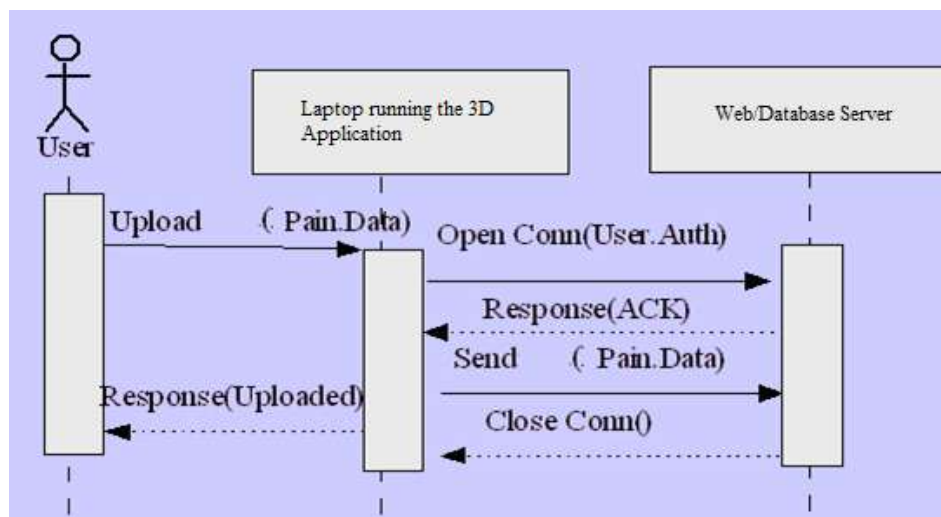 Laptop running the 3D
Application
Web/Database Server
User
Upload (Pain.Data)
Open Conn(User.Auth)
Response(ACK)
Send (Pain.Data)
Response(Uploaded)
Close Conn()